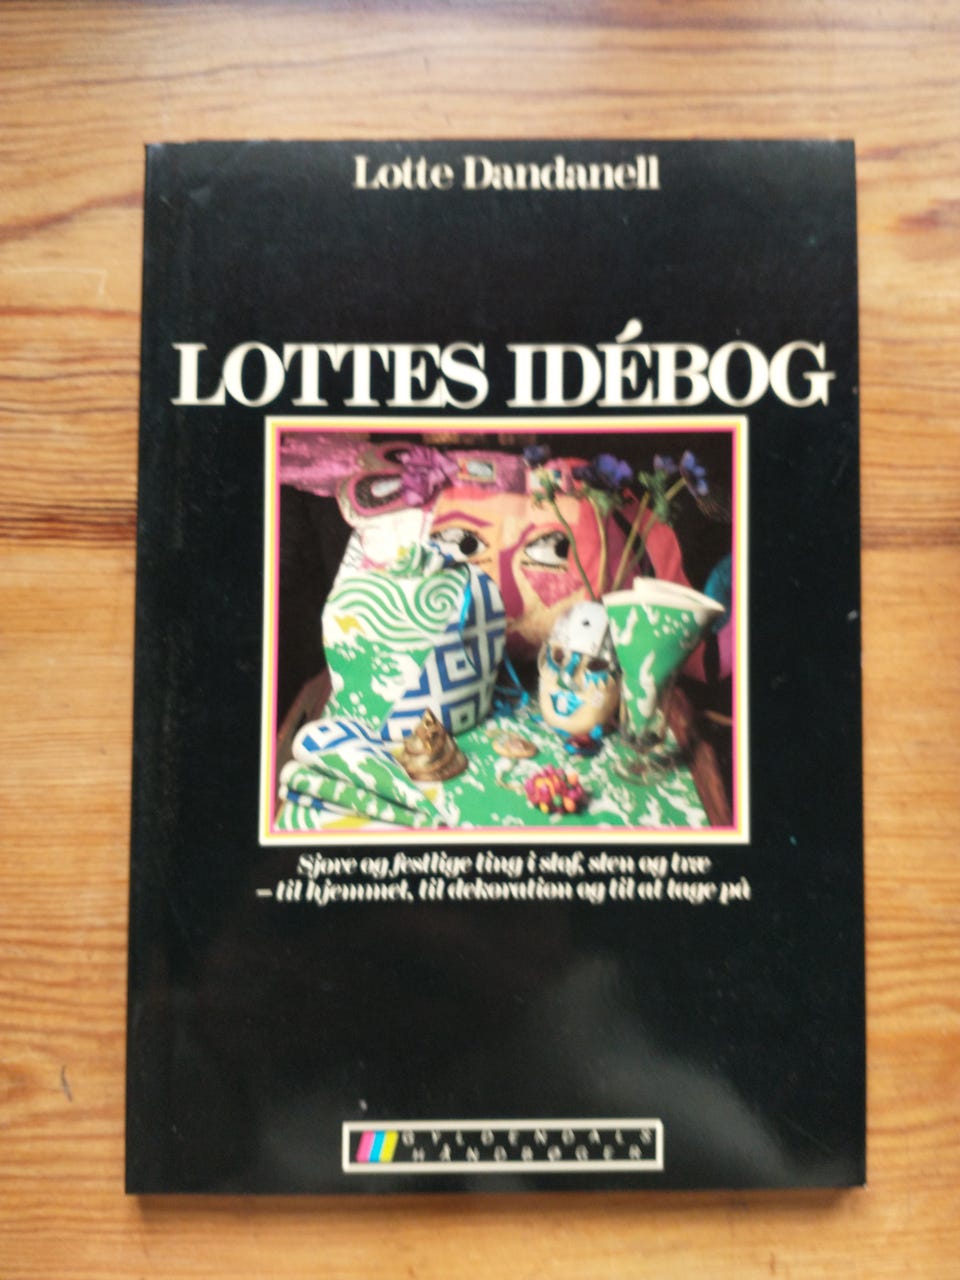 Lotte Dandanell
LOTTES IDÉBOG
Sjove og festlige ting i stof, sten og træ
– til hjemmet, til dekoration og til at tage på
GYLDENDALS
HÅNDBØGER